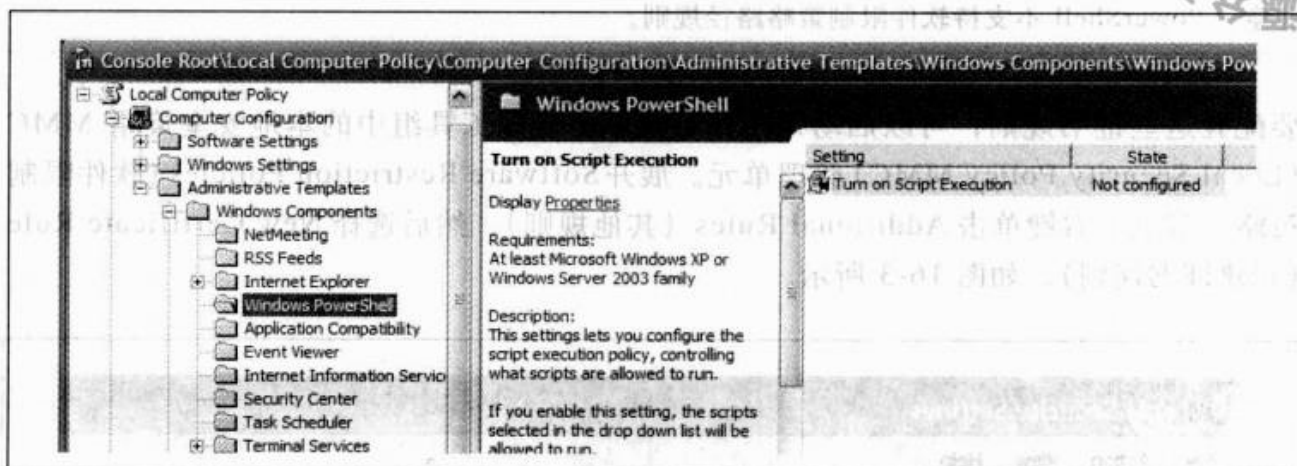 Console Root\Local Computer Policy\Computer Configuration\Administrative Templates\Windows Components\Windows Pow
Local Computer Policy
Computer Configuration
Software Settings
Windows Settings
Administrative Templates
Windows Components
NetMeeting
RSS Feeds
Internet Explorer
Windows PowerShell
Application Compatibility
Event Viewer
Internet Information Servic
Security Center
Task Scheduler
Terminal Services
Windows PowerShell
Turn on Script Execution
Display Properties
Requirements:
At least Microsoft Windows XP or
Windows Server 2003 family
Description:
This settings lets you configure the
script execution policy, controlling
what scripts are allowed to run.
If you enable this setting, the scripts
selected in the drop down list will be
allowed to run.
Setting State
Turn on Script Execution Not configured